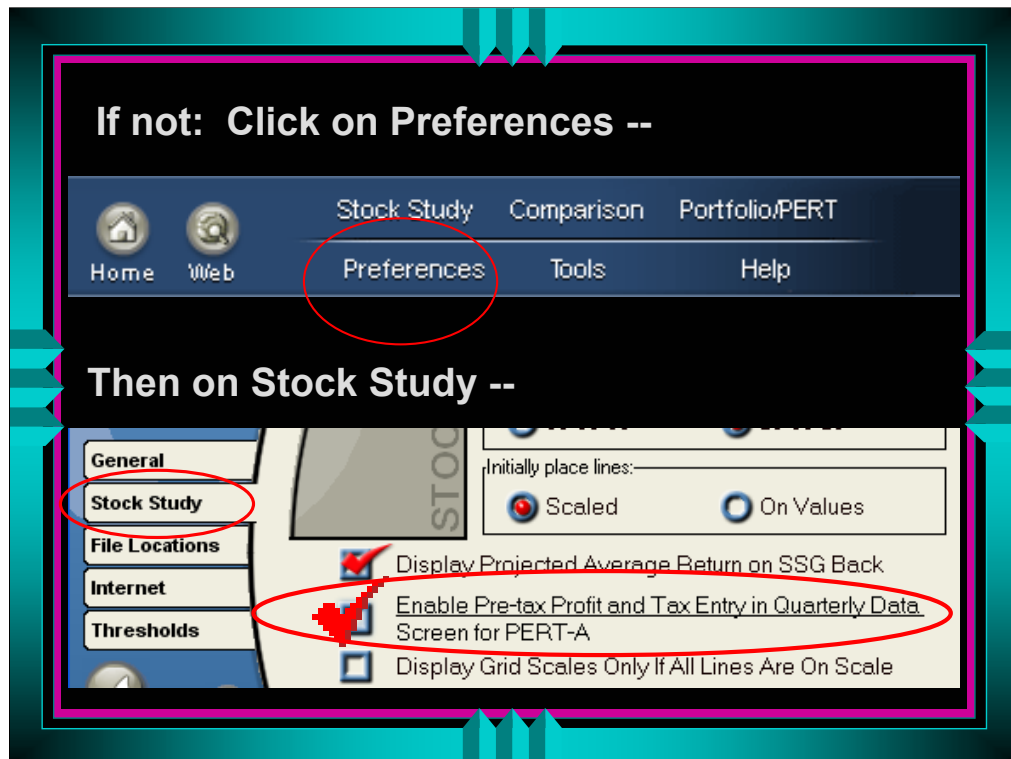 If not: Click on Preferences --
Stock Study Comparison Portfolio/PERT
Home Web Preferences Tools Help
Then on Stock Study --
General
Stock Study
File Locations
Internet
Thresholds
STOC
Initially place lines:
Scaled On Values
Display Projected Average Return on SSG Back
Enable Pre-tax Profit and Tax Entry in Quarterly Data
Screen for PERT-A
Display Grid Scales Only If All Lines Are On Scale